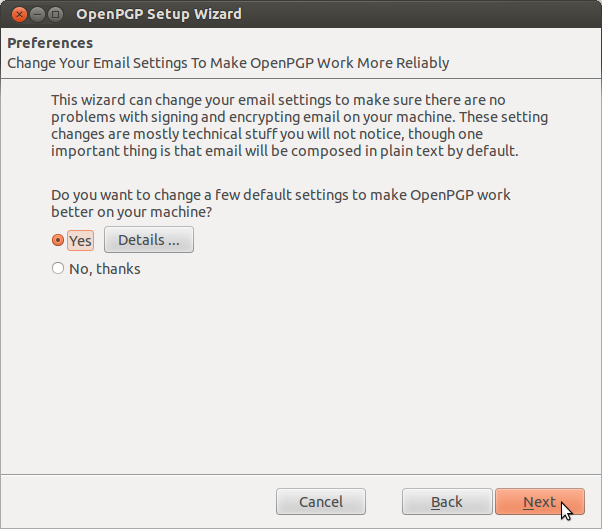 OpenPGP Setup Wizard
Preferences
Change Your Email Settings To Make OpenPGP Work More Reliably
This wizard can change your email settings to make sure there are no
problems with signing and encrypting email on your machine. These setting
changes are mostly technical stuff you will not notice, though one
important thing is that email will be composed in plain text by default.
Do you want to change a few default settings to make OpenPGP work
better on your machine?
Yes
Details ...
No, thanks
Cancel
Back
Next